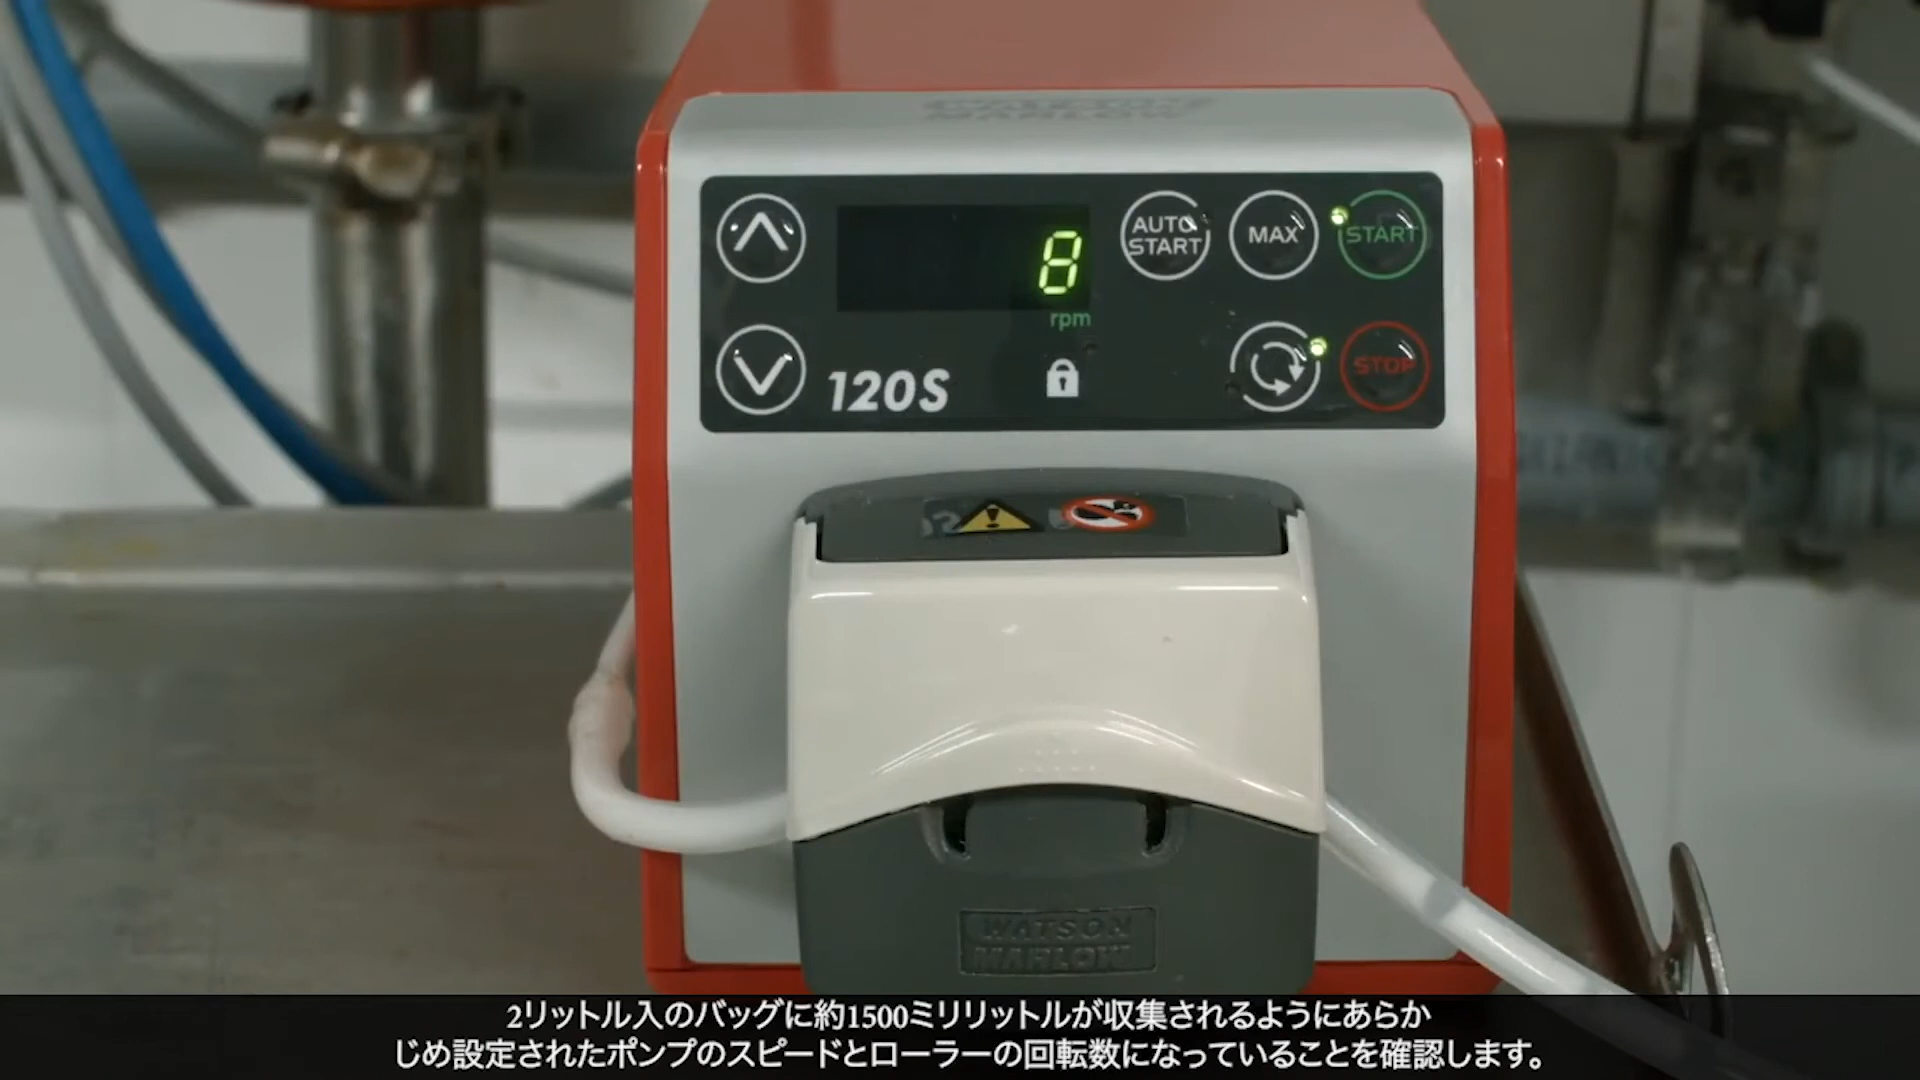 WATSON
MARLOW
AUTO
START
MAX
START
8
rpm
120S
STOP
WATSON
MARLOW
2リットル入のバッグに約1500ミリリットルが収集されるようにあらか
じめ設定されたポンプのスピードとローラーの回転数になっていることを確認します。